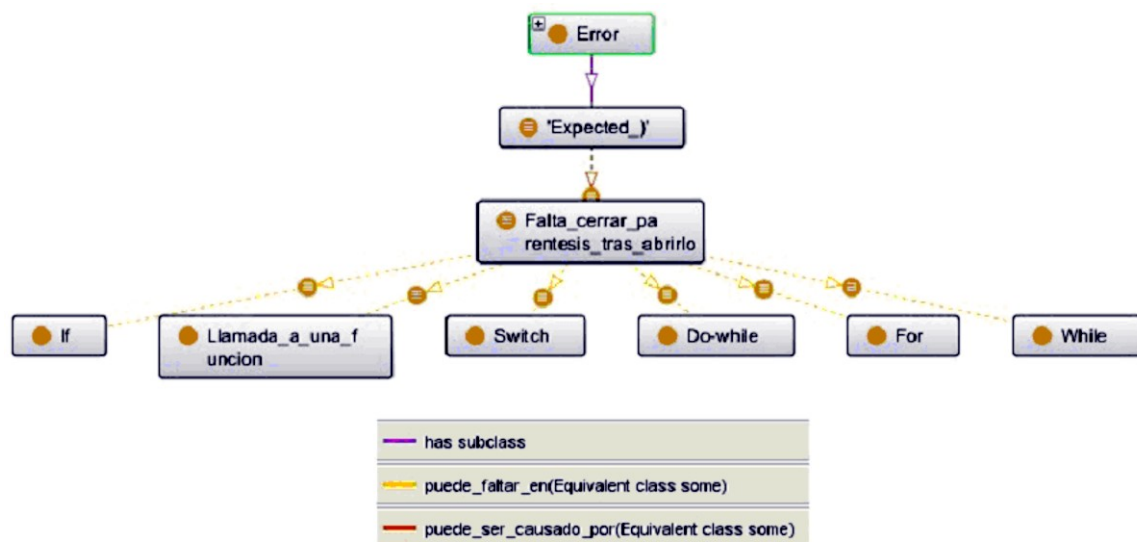 Error
'Expected_)'
Falta_cerrar_pa
rentesis_tras_abrirlo
If
Llamada_a_una_f
uncion
Switch
Do-while
For
While
has subclass
puede_faltar_en(Equivalent class some)
puede_ser_causado_por(Equivalent class some)